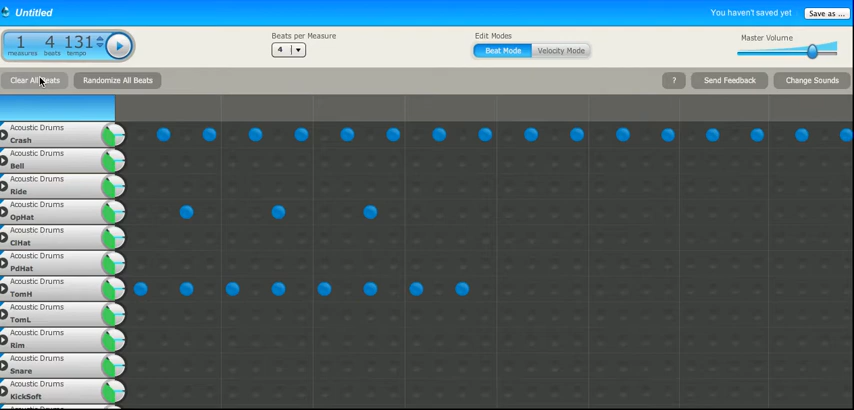 Untitled
You haven't saved yet
Save as ...
1 4 131
measures beats tempo
Beats per Measure
4
Edit Modes
Beat Mode
Velocity Mode
Master Volume
Clear All Beats
Randomize All Beats
?
Send Feedback
Change Sounds
Acoustic Drums
Crash
Acoustic Drums
Bell
Acoustic Drums
Ride
Acoustic Drums
OpHat
Acoustic Drums
ClHat
Acoustic Drums
PdHat
Acoustic Drums
TomH
Acoustic Drums
TomL
Acoustic Drums
Rim
Acoustic Drums
Snare
Acoustic Drums
KickSoft